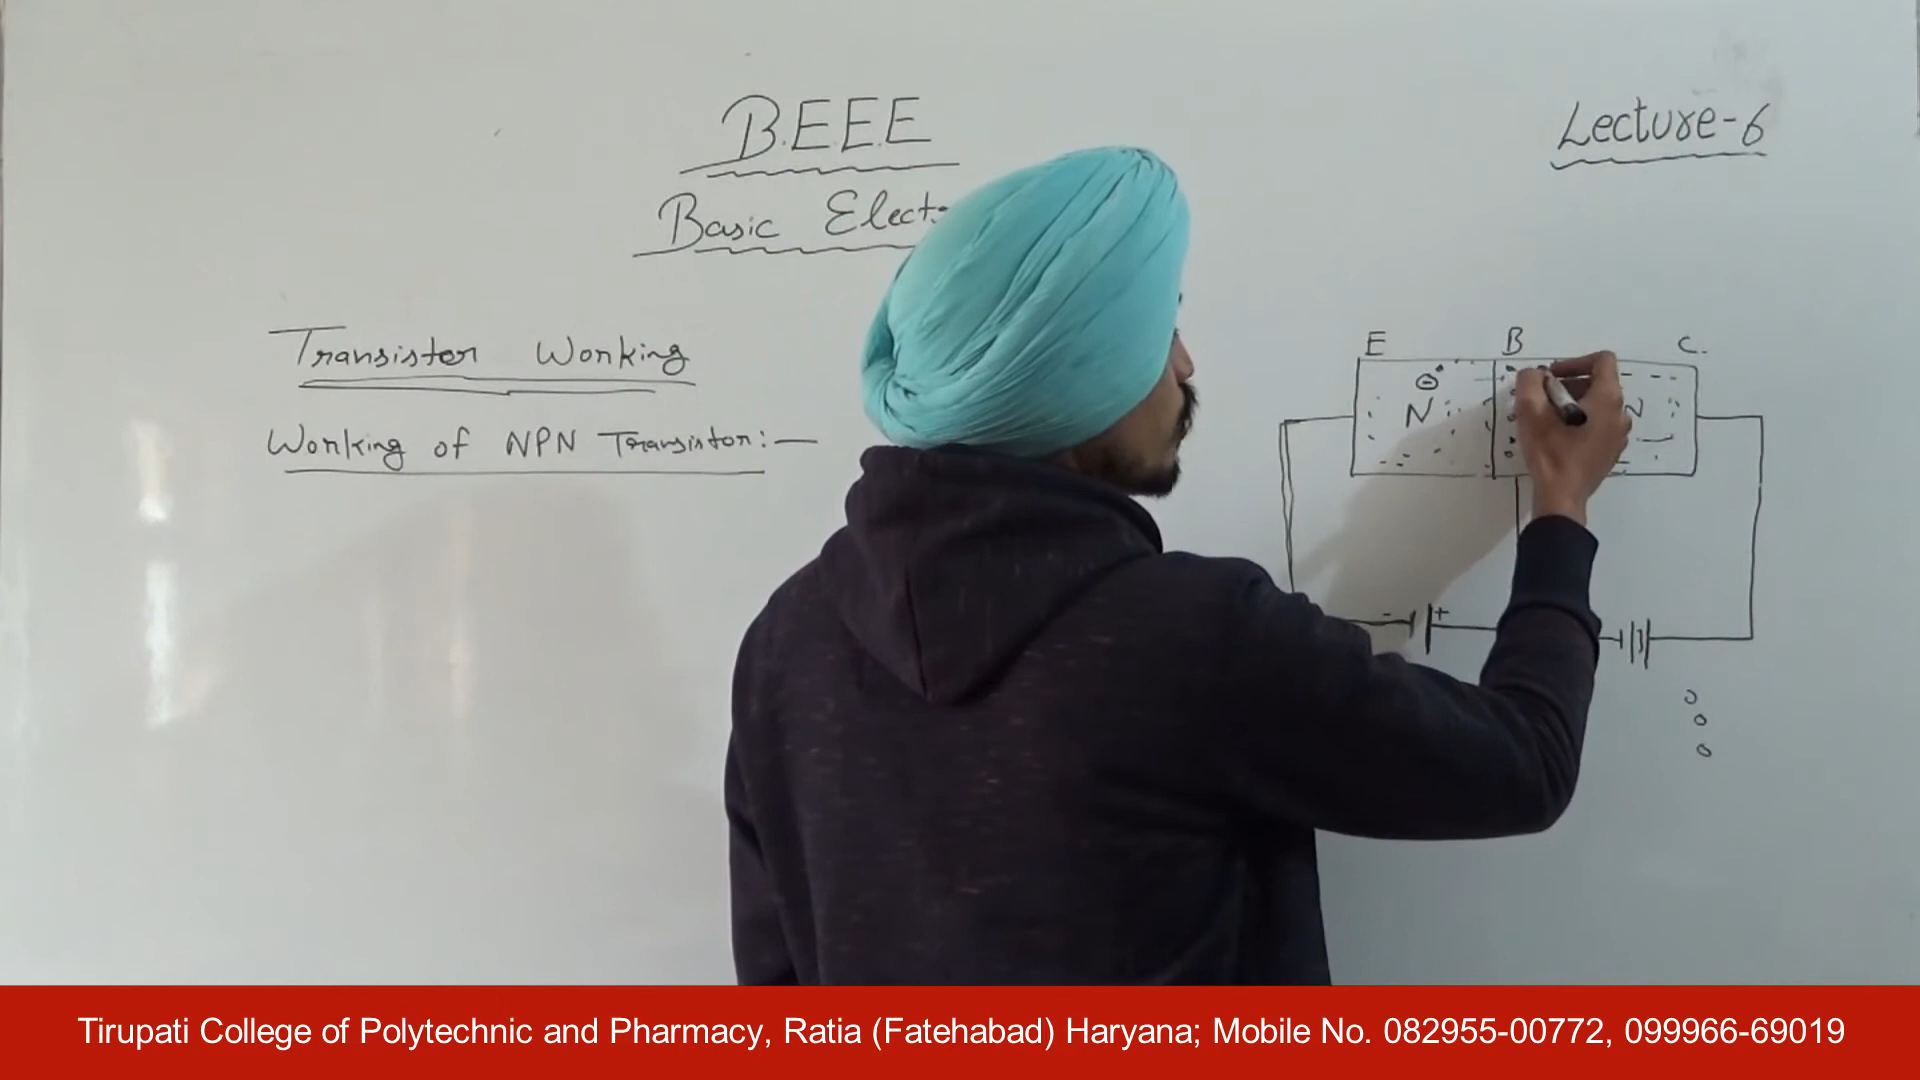 B.E.E.E
Lecture-6
Basic
Transistor Working
Working of NPN Transistor:-
E B C.
N N
- +
Tirupati College of Polytechnic and Pharmacy, Ratia (Fatehabad) Haryana; Mobile No. 082955-00772, 099966-69019